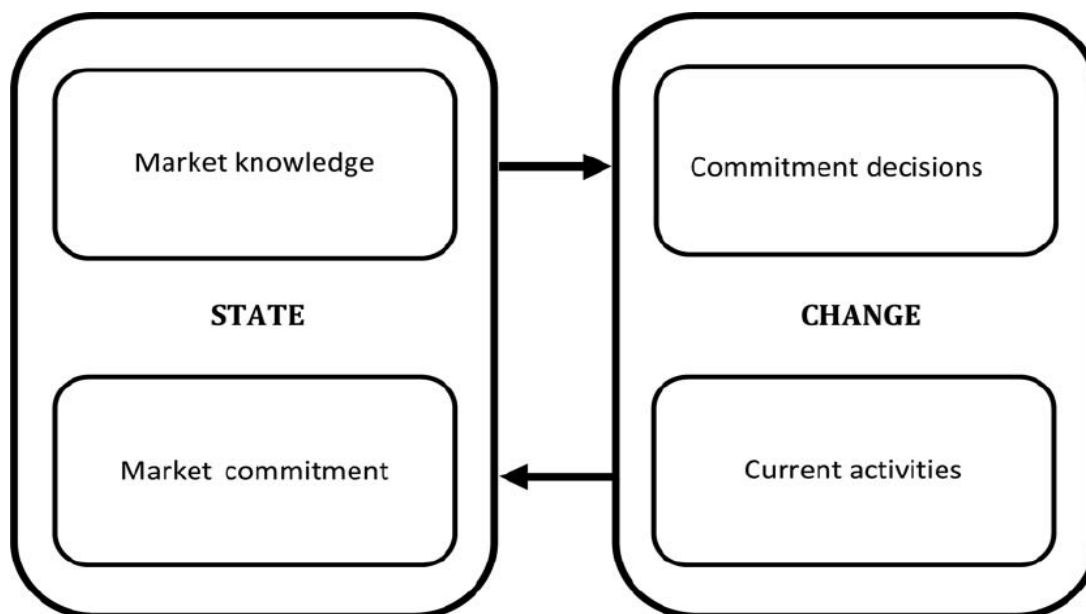 Market knowledge
Commitment decisions
STATE
CHANGE
Market commitment
Current activities